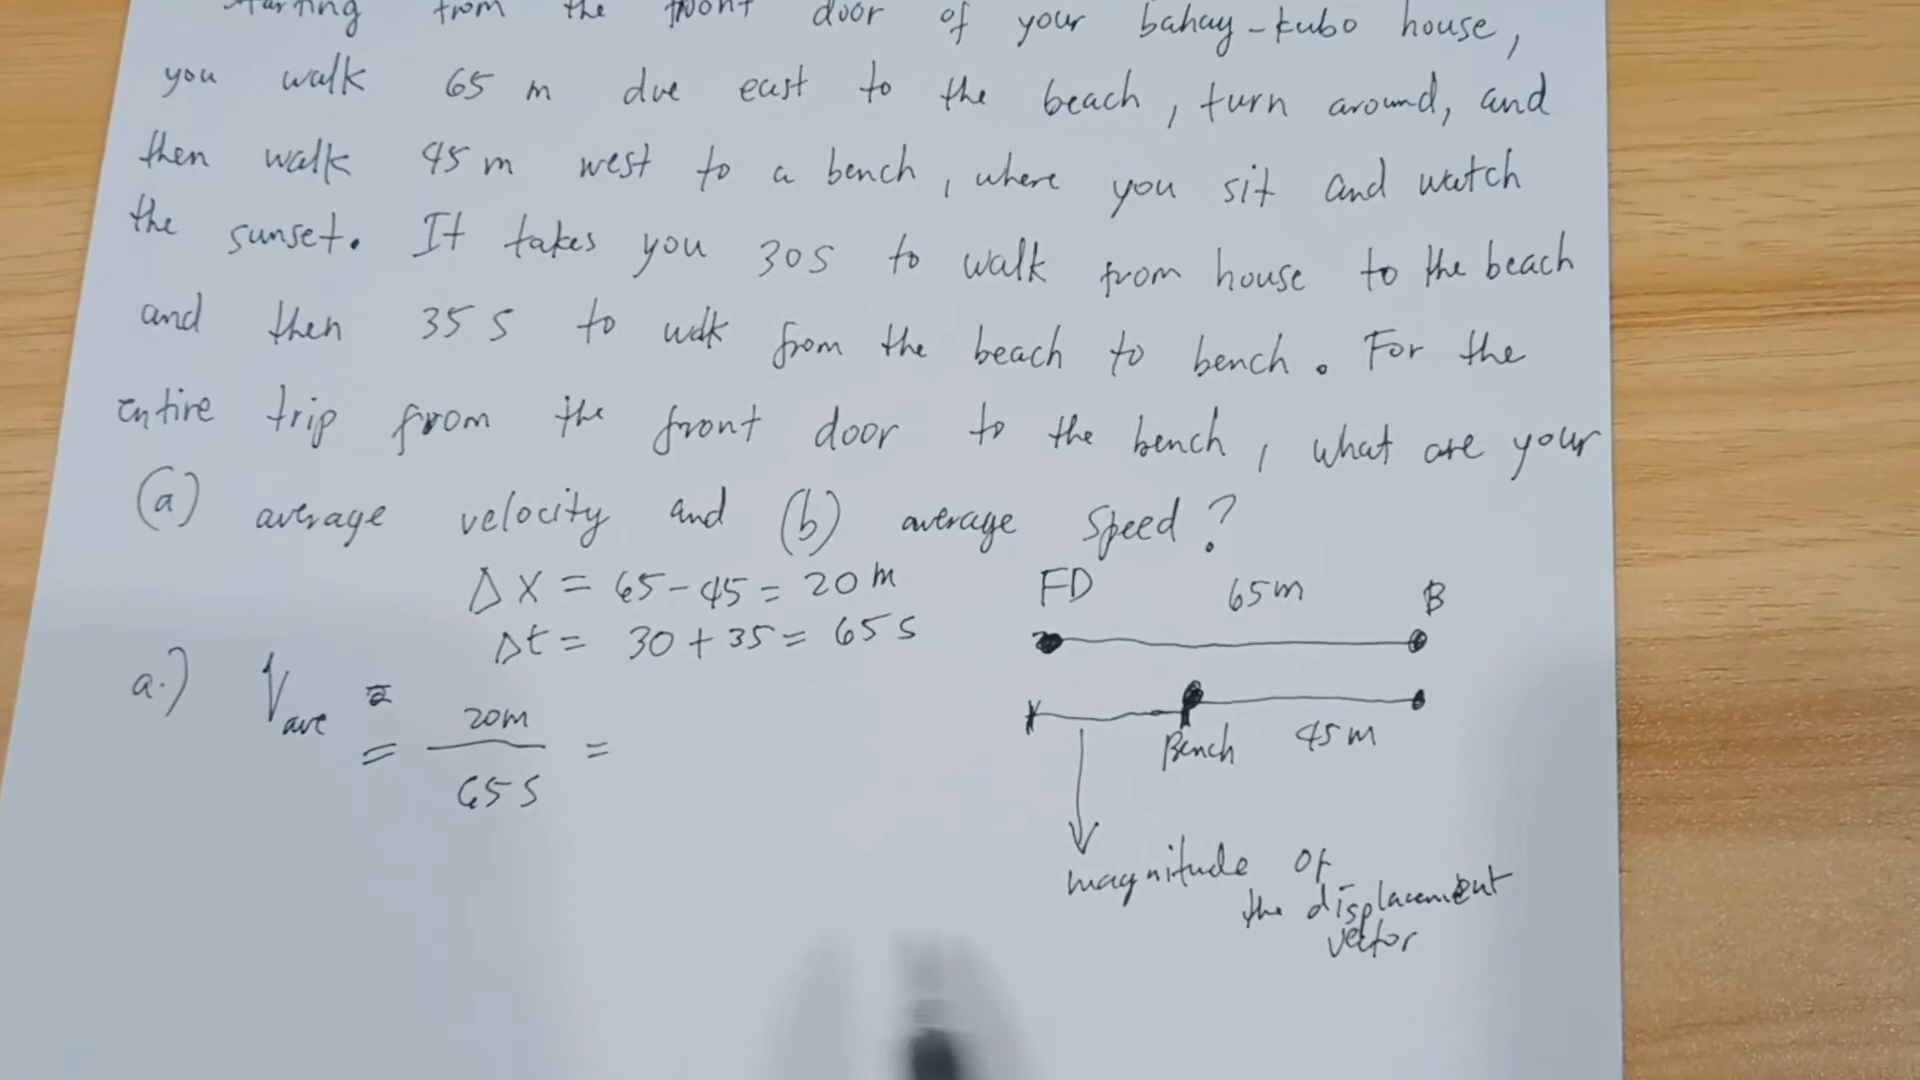 starting from the front door of your bahay-kubo house,
you walk 65 m due east to the beach, turn around, and
then walk 45 m west to a bench, where you sit and watch
the sunset. It takes you 30s to walk from house to the beach
and then 35 s to walk from the beach to bench. For the
entire trip from the front door to the bench, what are your
(a) average velocity and (b) average speed?
Δx = 65-45 = 20 m
Δt = 30 + 35 = 65 s
a.) Vave =
= 20m / 65 s =
FD 65m B
Bench 45 m
magnitude of
the displacement
vector